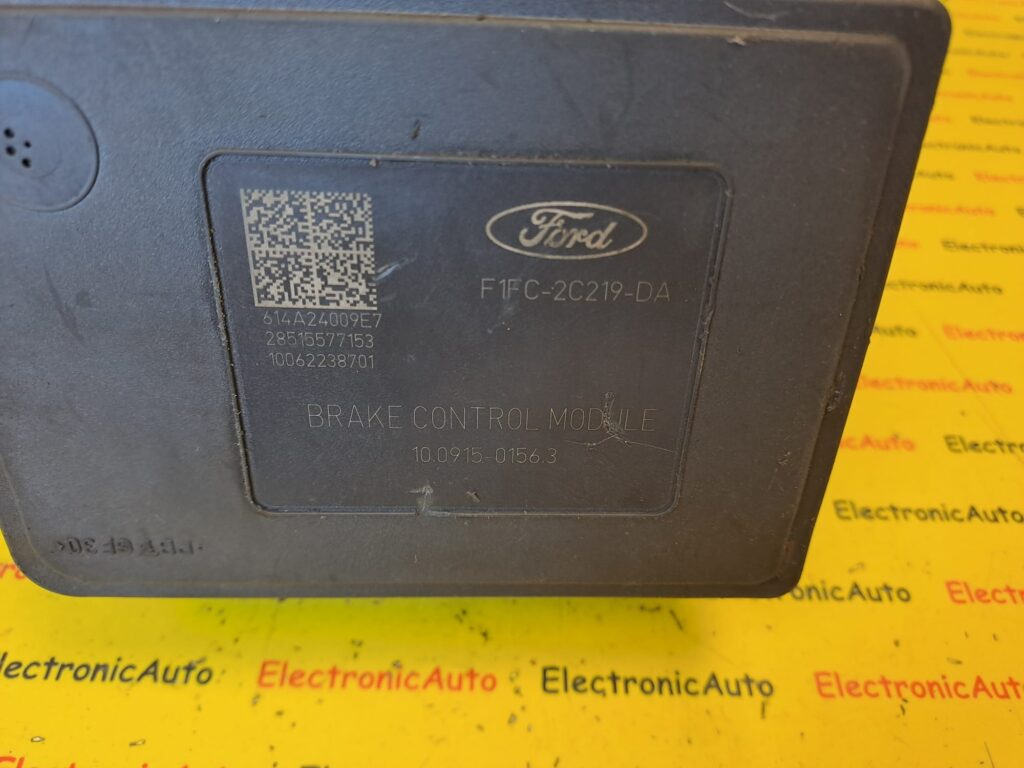 Ford
F1FC-2C219-DA
614A24009E7
28515577153
10062238701
BRAKE CONTROL MODULE
10.0915-0156.3
ElectronicAuto
ElectronicAuto
ElectronicAuto
ElectronicAuto
ElectronicAuto
ElectronicAuto
ElectronicAuto